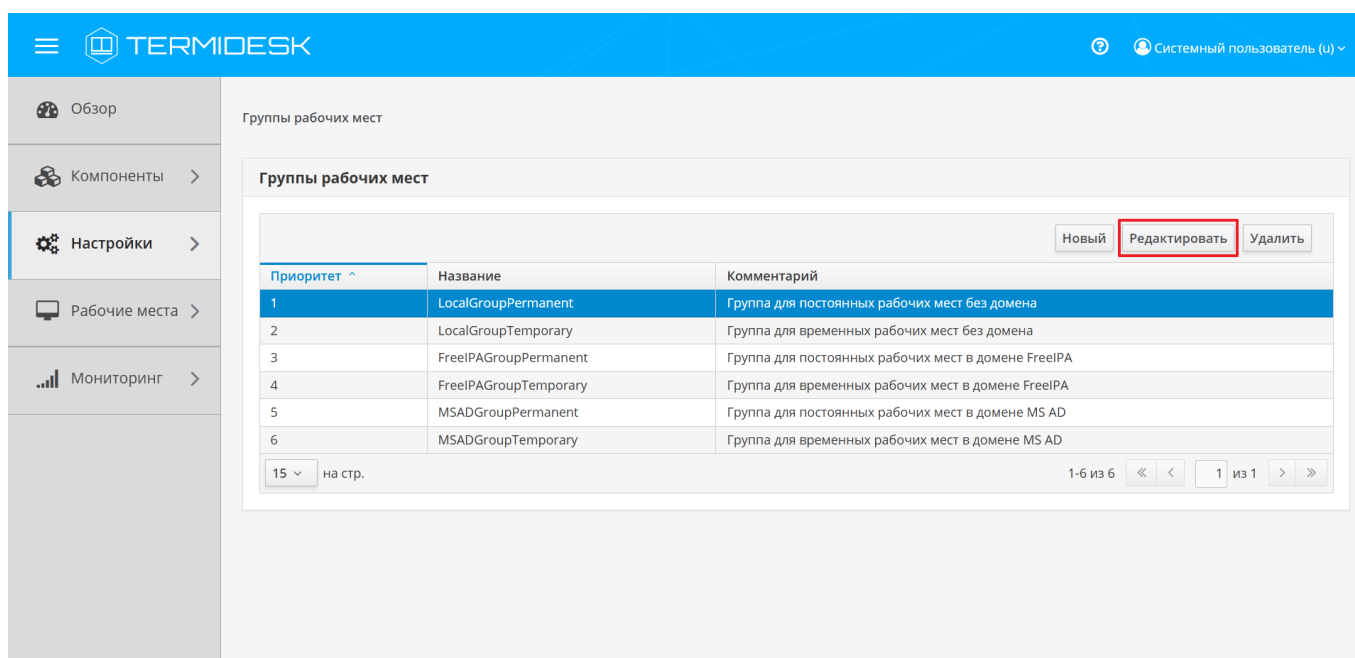 TERMIDESK
Системный пользователь (u)
Обзор
Компоненты
Настройки
Рабочие места
Мониторинг
Группы рабочих мест
Группы рабочих мест
Новый Редактировать Удалить
Приоритет Название Комментарий
1 LocalGroupPermanent Группа для постоянных рабочих мест без домена
2 LocalGroupTemporary Группа для временных рабочих мест без домена
3 FreeIPAGroupPermanent Группа для постоянных рабочих мест в домене FreeIPA
4 FreeIPAGroupTemporary Группа для временных рабочих мест в домене FreeIPA
5 MSADGroupPermanent Группа для постоянных рабочих мест в домене MS AD
6 MSADGroupTemporary Группа для временных рабочих мест в домене MS AD
15 на стр. 1-6 из 6 1 из 1